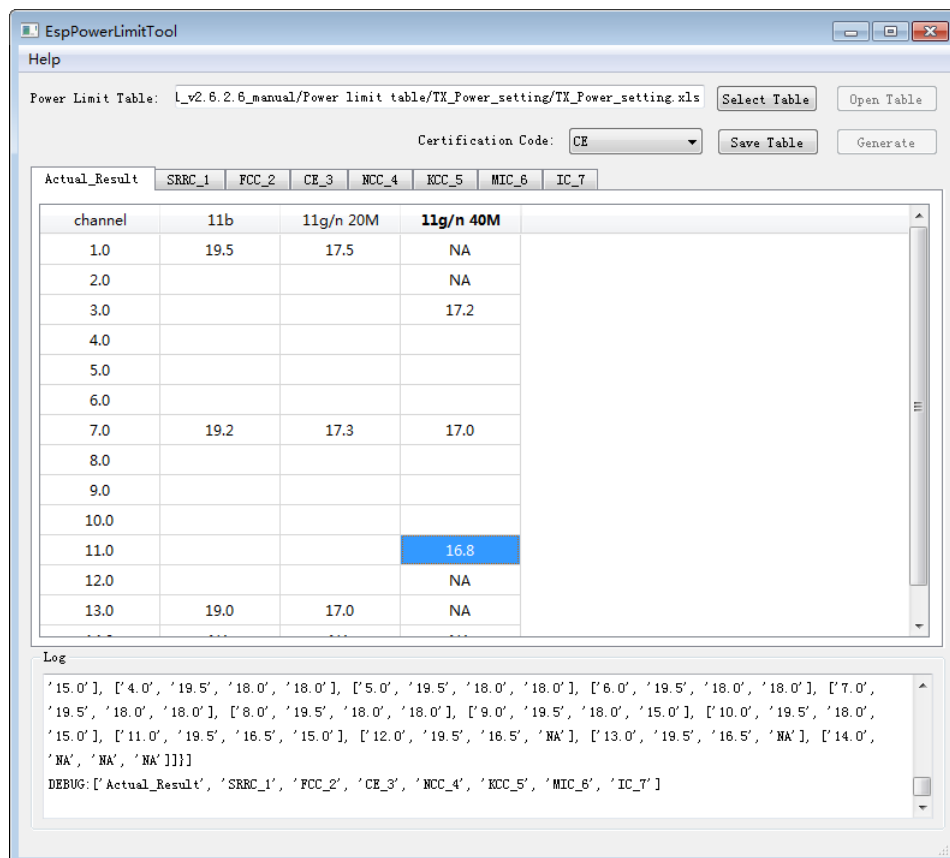 EspPowerLimitTool
Help
Power Limit Table: l_v2.6.2.6_manual/Power limit table/TX_Power_setting/TX_Power_setting.xls Select Table Open Table
Certification Code: CE Save Table Generate
Actual_Result SRRC_1 FCC_2 CE_3 NCC_4 KCC_5 MIC_6 IC_7
channel 11b 11g/n 20M 11g/n 40M
1.0 19.5 17.5 NA
2.0 NA
3.0 17.2
4.0
5.0
6.0
7.0 19.2 17.3 17.0
8.0
9.0
10.0
11.0 16.8
12.0 NA
13.0 19.0 17.0 NA
Log
'15.0'], ['4.0', '19.5', '18.0', '18.0'], ['5.0', '19.5', '18.0', '18.0'], ['6.0', '19.5', '18.0', '18.0'], ['7.0',
'19.5', '18.0', '18.0'], ['8.0', '19.5', '18.0', '18.0'], ['9.0', '19.5', '18.0', '15.0'], ['10.0', '19.5', '18.0',
'15.0'], ['11.0', '19.5', '16.5', '15.0'], ['12.0', '19.5', '16.5', 'NA'], ['13.0', '19.5', '16.5', 'NA'], ['14.0',
'NA', 'NA', 'NA']]}]
DEBUG:['Actual_Result', 'SRRC_1', 'FCC_2', 'CE_3', 'NCC_4', 'KCC_5', 'MIC_6', 'IC_7']